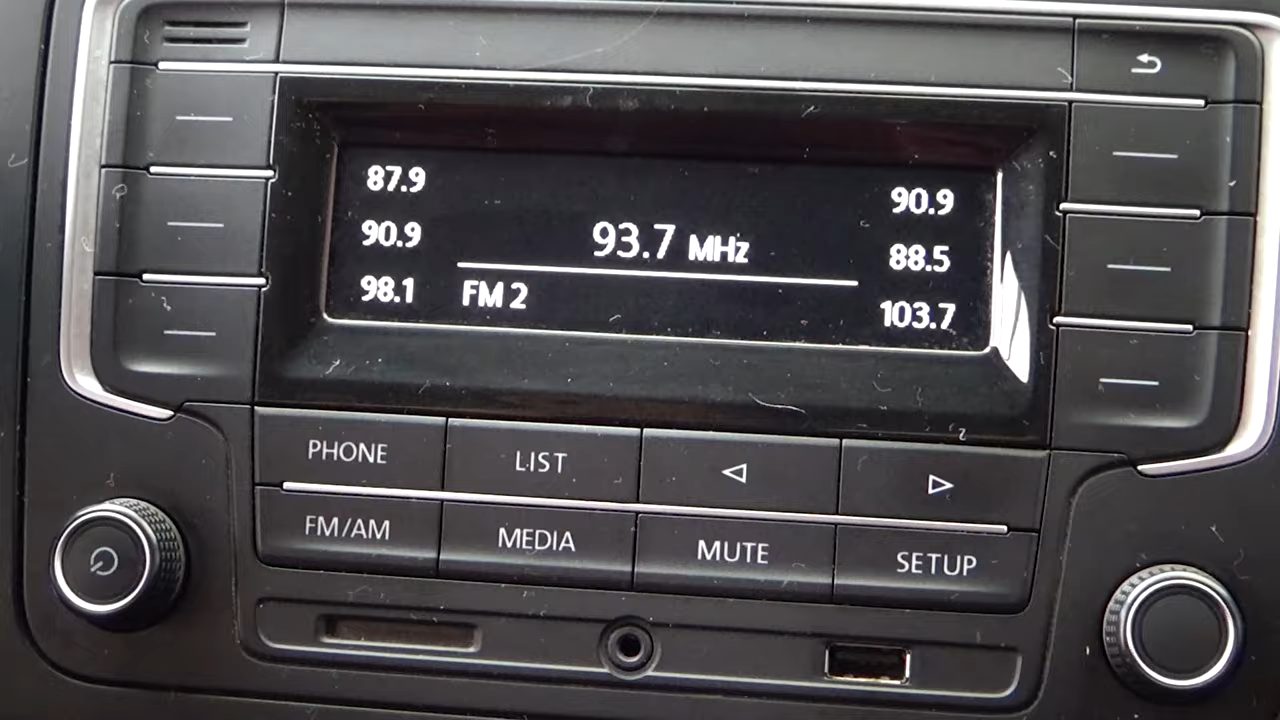 87.9
90.9
98.1
93.7 MHz
FM 2
90.9
88.5
103.7
PHONE
LIST
FM/AM
MEDIA
MUTE
SETUP